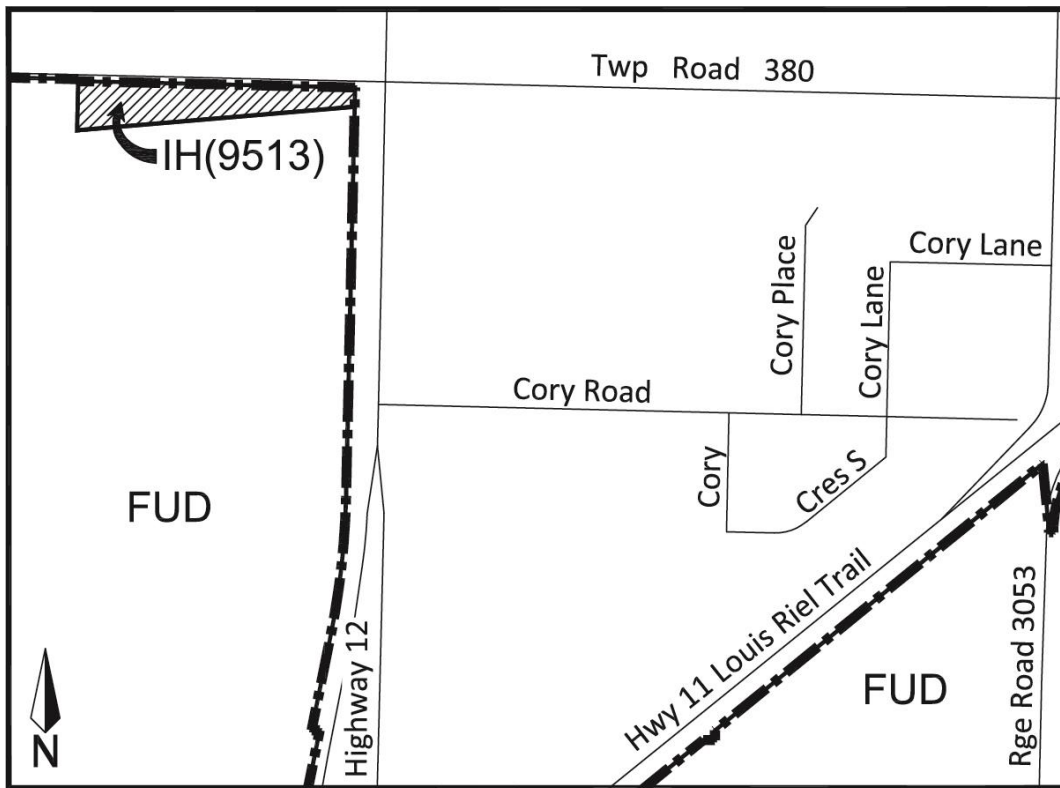 Twp Road 380
IH(9513)
Cory Lane
Cory Place
Cory Lane
Cory Road
Cory
Cres S
FUD
Highway 12
Hwy 11 Louis Riel Trail
FUD
Rge Road 3053
N